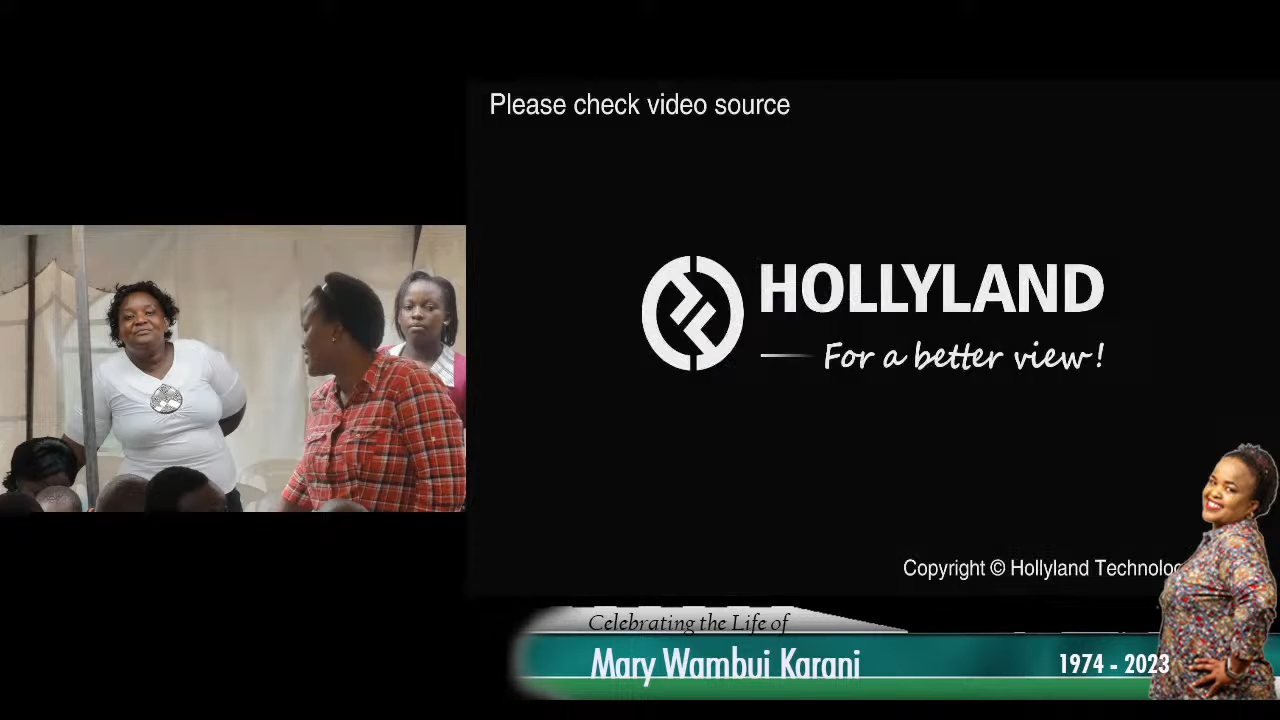 Please check video source
HOLLYLAND
For a better view!
Copyright © Hollyland Technolog
Celebrating the Life of
Mary Wambui Karani
1974 - 2023